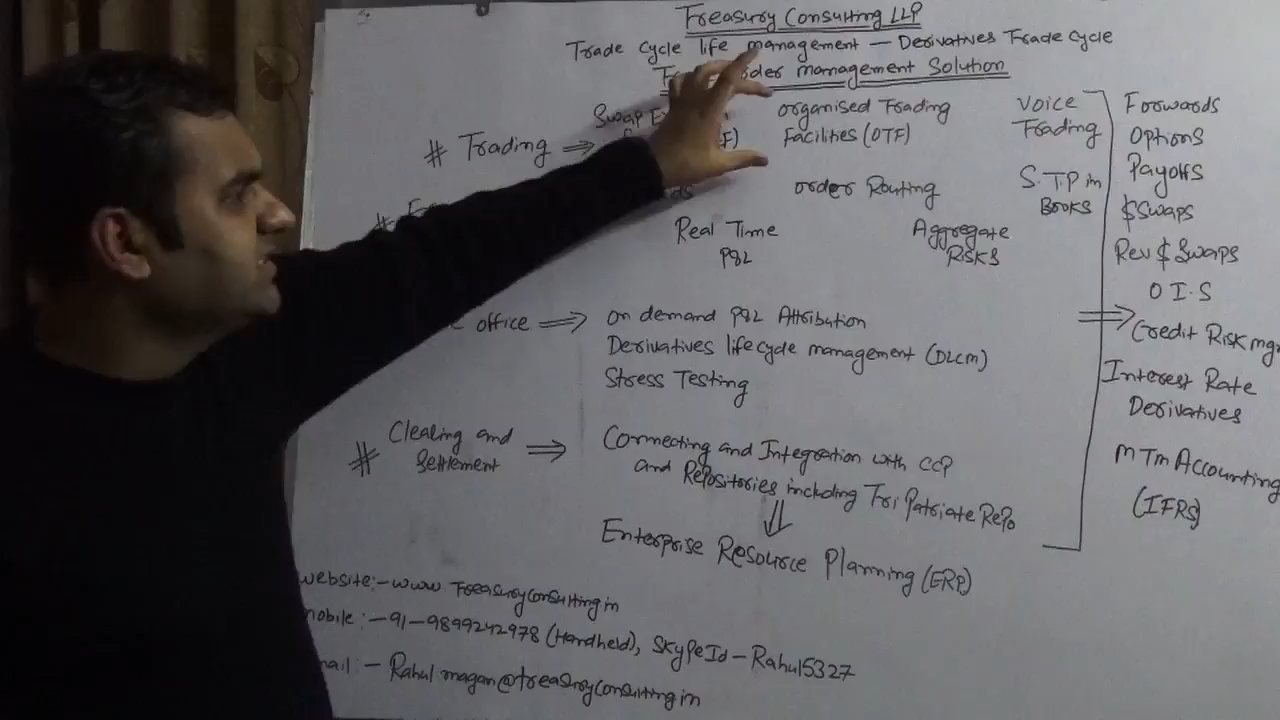 Treasury Consulting LLP
Trade Cycle life management — Derivatives Trade Cycle
order management Solution
# Trading ⇒ Swap
organised Trading
Facilities (OTF)
Voice
Trading
order Routing
S.T.P in
BOOKS
Real Time
P&L
Aggregate
RISKS
office ⇒ on demand P&L Attribution
Derivatives lifecycle management (DLCM)
Stress Testing
# Clearing and
Settlement ⇒ Connecting and Integration with CCP
and Repositories including Tri Patriate Repo
⇓
Enterprise Resource Planning (ERP)
⇒
Forwards
Options
Payoffs
$ Swaps
Rev $ Swaps
O I.S
Credit Risk mg
Interest Rate
Derivatives
MTM Accounting
(IFRS)
website:- www Treasuryconsulting in
mobile :- 91-9899242978 (Handheld), SkypeId - Rahul5327
mail :- Rahul magan@treasuryconsulting in